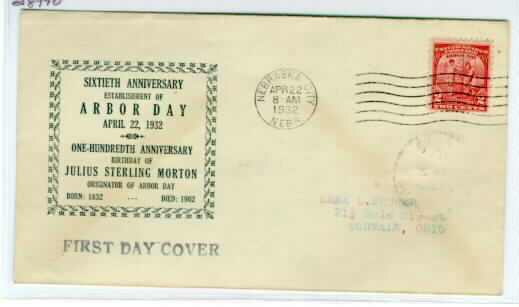 SIXTIETH ANNIVERSARY
ESTABLISHMENT OF
ARBOR DAY
APRIL 22, 1932
ONE-HUNDREDTH ANNIVERSARY
BIRTHDAY OF
JULIUS STERLING MORTON
ORIGINATOR OF ARBOR DAY
BORN: 1832 ... DIED: 1902
FIRST DAY COVER
NEBRASKA CITY
APR 22
8 AM
1932
NEBR.
OHIO